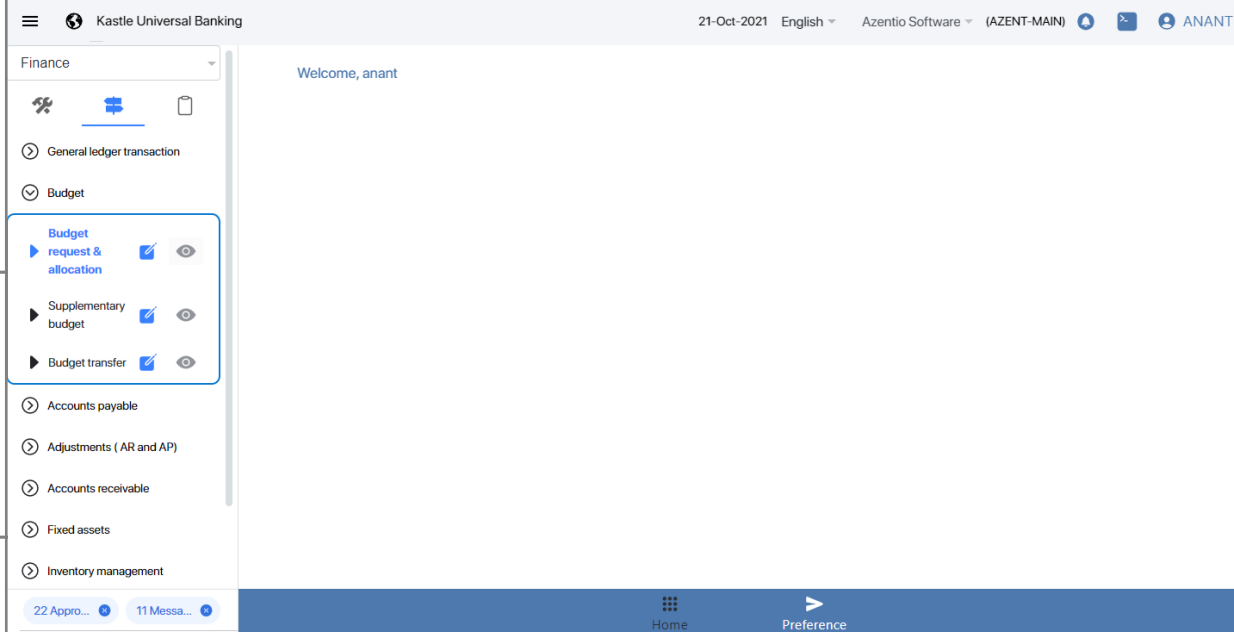 Kastle Universal Banking
21-Oct-2021 English Azentio Software (AZENT-MAIN) ANANT
Finance
Welcome, anant
General ledger transaction
Budget
Budget
request &
allocation
Supplementary
budget
Budget transfer
Accounts payable
Adjustments ( AR and AP)
Accounts receivable
Fixed assets
Inventory management
22 Appro... 11 Messa...
Home Preference